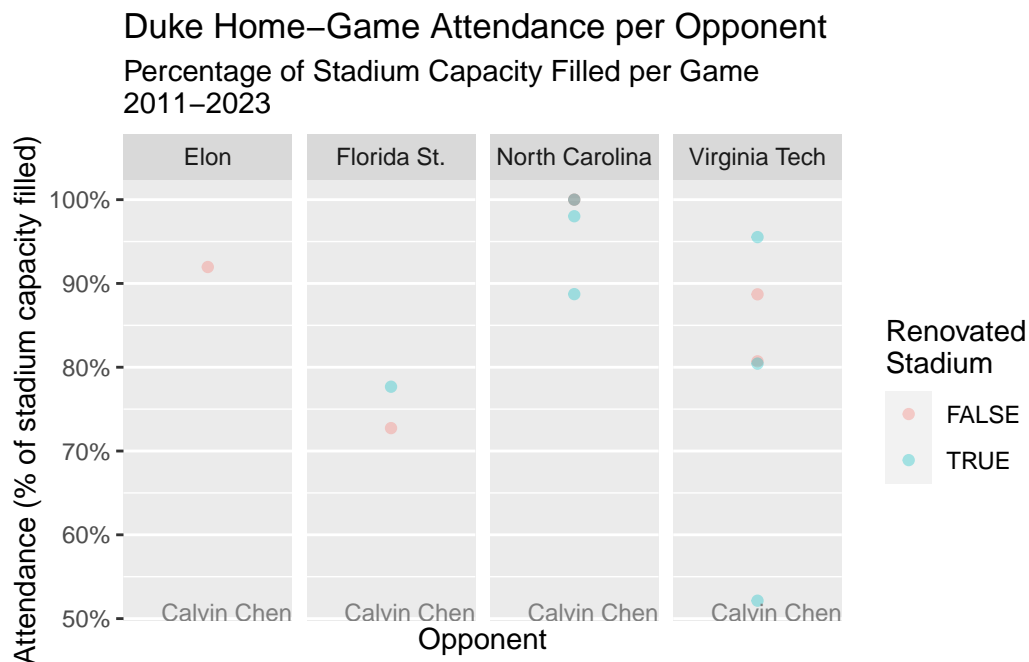 Duke Home−Game Attendance per Opponent
Percentage of Stadium Capacity Filled per Game
2011−2023
Attendance (% of stadium capacity filled)
Elon
Florida St.
North Carolina
Virginia Tech
100%
90%
80%
70%
60%
50%
Calvin Chen
Calvin Chen
Calvin Chen
Calvin Chen
Opponent
Renovated
Stadium
FALSE
TRUE